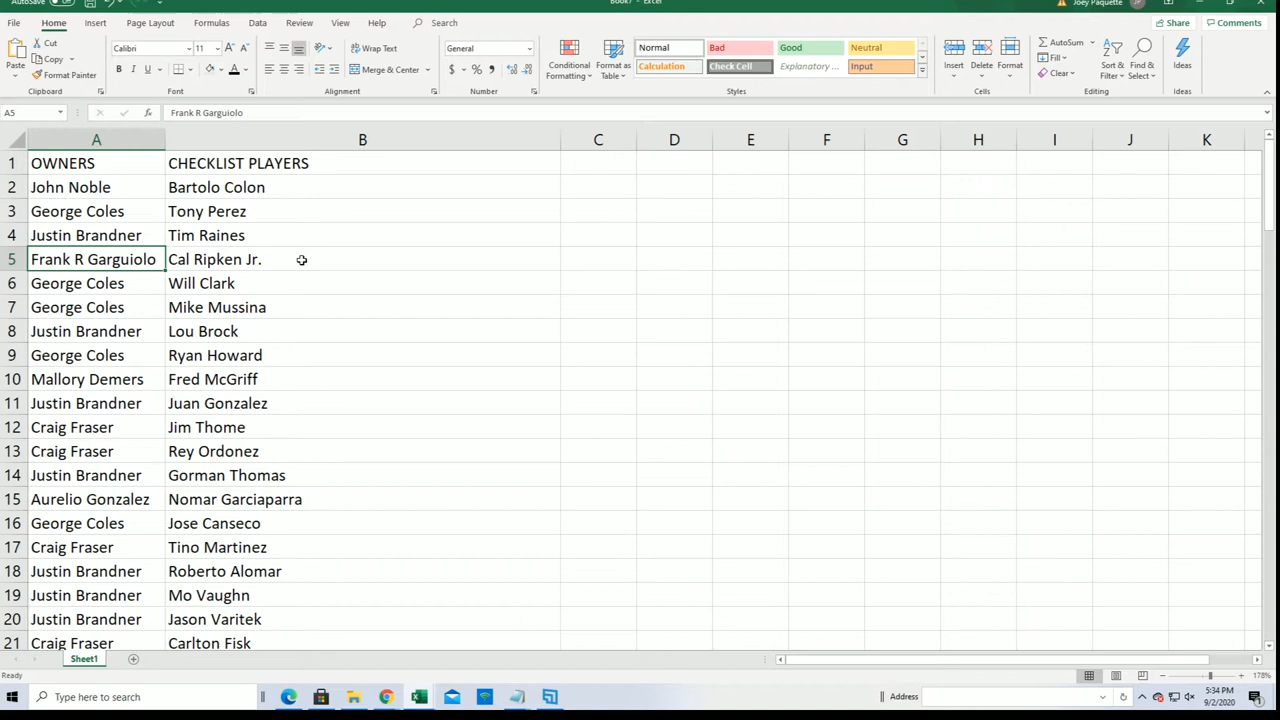 AutoSave Off Book7 - Excel Joey Paquette JP
File Home Insert Page Layout Formulas Data Review View Help Search Share Comments
Paste Cut Copy Format Painter Clipboard
Calibri 11 B I U Font
Wrap Text Merge & Center Alignment
General $ % Number
Conditional Formatting Format as Table
Normal Bad Good Neutral
Calculation Check Cell Explanatory ... Input
Styles
Insert Delete Format Cells
AutoSum Fill Clear Sort & Filter Find & Select Editing
Ideas Ideas
A5 fx Frank R Garguiolo
A B C D E F G H I J K
1 OWNERS CHECKLIST PLAYERS
2 John Noble Bartolo Colon
3 George Coles Tony Perez
4 Justin Brandner Tim Raines
5 Frank R Garguiolo Cal Ripken Jr.
6 George Coles Will Clark
7 George Coles Mike Mussina
8 Justin Brandner Lou Brock
9 George Coles Ryan Howard
10 Mallory Demers Fred McGriff
11 Justin Brandner Juan Gonzalez
12 Craig Fraser Jim Thome
13 Craig Fraser Rey Ordonez
14 Justin Brandner Gorman Thomas
15 Aurelio Gonzalez Nomar Garciaparra
16 George Coles Jose Canseco
17 Craig Fraser Tino Martinez
18 Justin Brandner Roberto Alomar
19 Justin Brandner Mo Vaughn
20 Justin Brandner Jason Varitek
21 Craig Fraser Carlton Fisk
Sheet1
Ready 178%
Type here to search Address 5:34 PM
9/2/2020